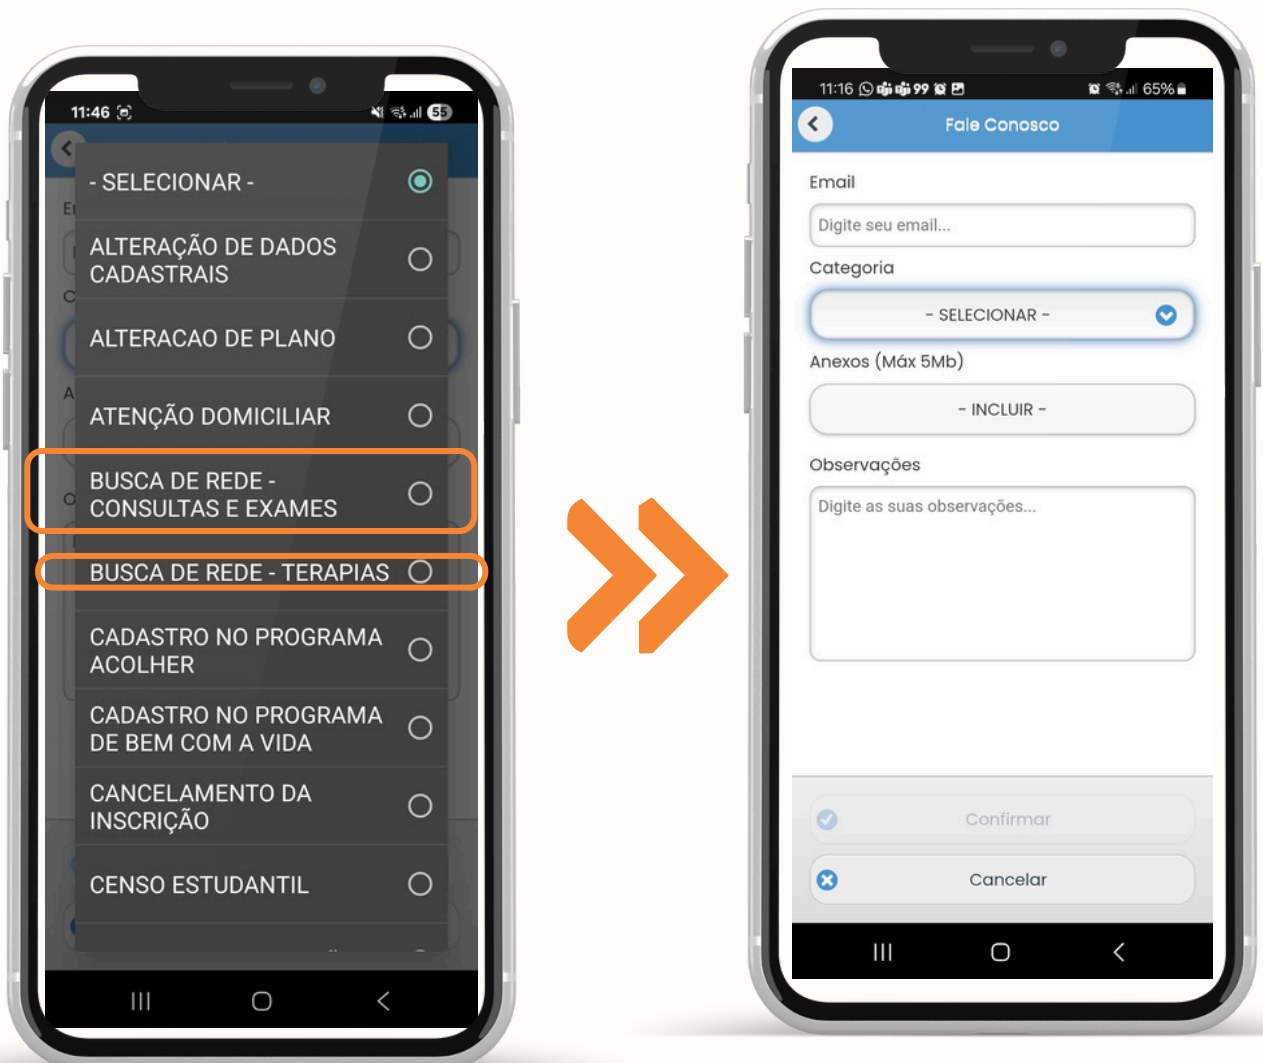 11:46
55
- SELECIONAR -
ALTERAÇÃO DE DADOS
CADASTRAIS
ALTERACAO DE PLANO
ATENÇÃO DOMICILIAR
BUSCA DE REDE -
CONSULTAS E EXAMES
BUSCA DE REDE - TERAPIAS
CADASTRO NO PROGRAMA
ACOLHER
CADASTRO NO PROGRAMA
DE BEM COM A VIDA
CANCELAMENTO DA
INSCRIÇÃO
CENSO ESTUDANTIL
11:16 99 65%
Fale Conosco
Email
Digite seu email...
Categoria
- SELECIONAR -
Anexos (Máx 5Mb)
- INCLUIR -
Observações
Digite as suas observações...
Confirmar
Cancelar